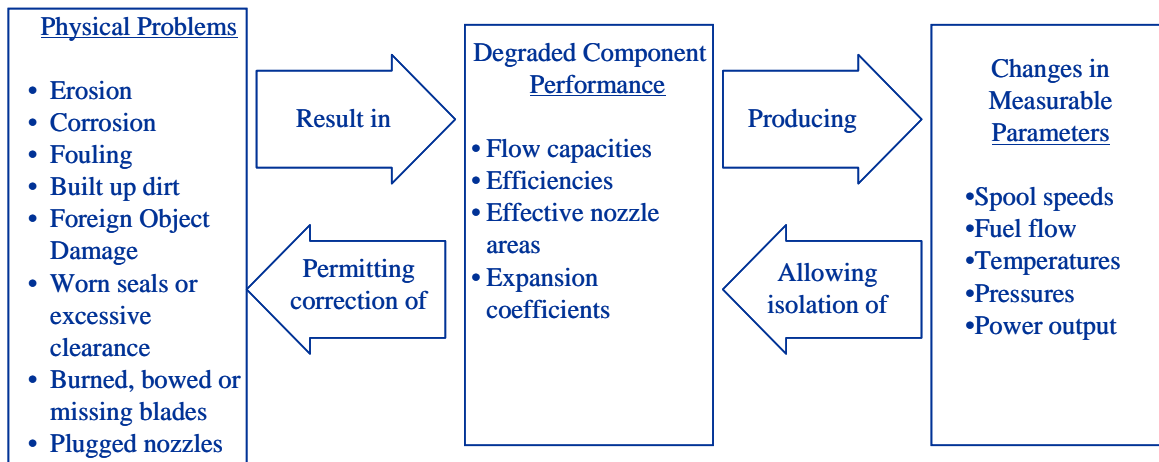 Physical Problems
• Erosion
• Corrosion
• Fouling
• Built up dirt
• Foreign Object
Damage
• Worn seals or
excessive
clearance
• Burned, bowed or
missing blades
• Plugged nozzles
Result in
Permitting
correction of
Degraded Component
Performance
• Flow capacities
• Efficiencies
• Effective nozzle
areas
• Expansion
coefficients
Producing
Allowing
isolation of
Changes in
Measurable
Parameters
•Spool speeds
•Fuel flow
•Temperatures
•Pressures
•Power output